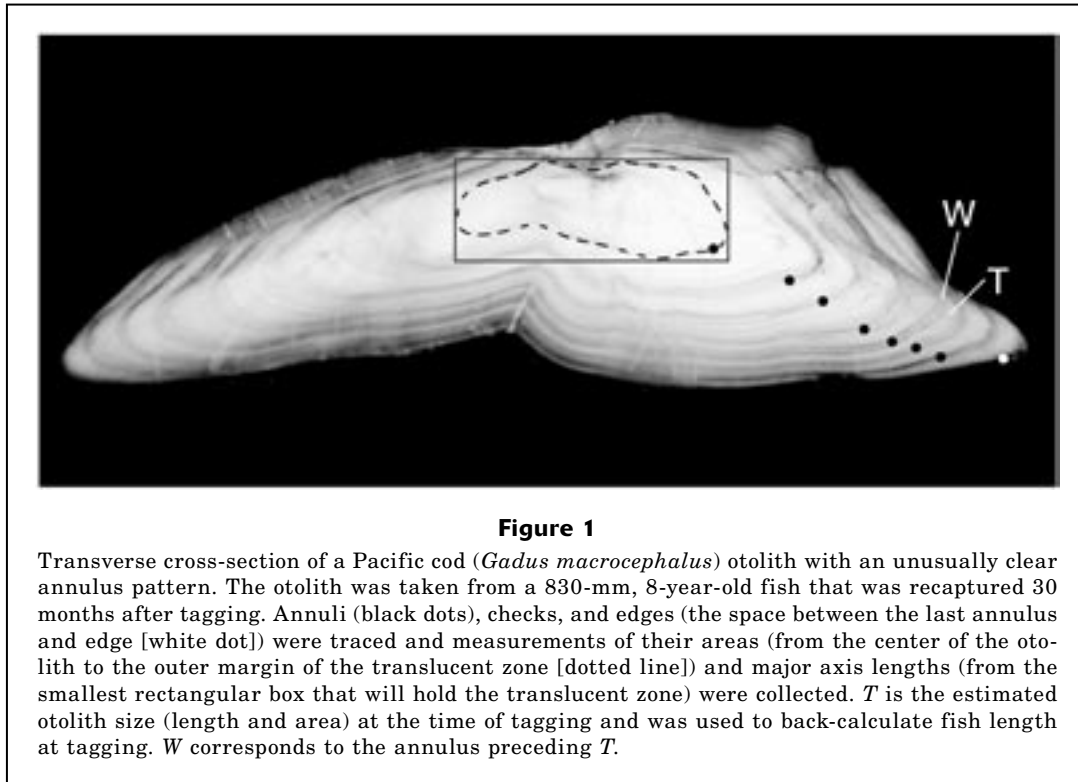 W
T
Figure 1
Transverse cross-section of a Pacific cod (Gadus macrocephalus) otolith with an unusually clear
annulus pattern. The otolith was taken from a 830-mm, 8-year-old fish that was recaptured 30
months after tagging. Annuli (black dots), checks, and edges (the space between the last annulus
and edge [white dot]) were traced and measurements of their areas (from the center of the oto-
lith to the outer margin of the translucent zone [dotted line]) and major axis lengths (from the
smallest rectangular box that will hold the translucent zone) were collected. T is the estimated
otolith size (length and area) at the time of tagging and was used to back-calculate fish length
at tagging. W corresponds to the annulus preceding T.